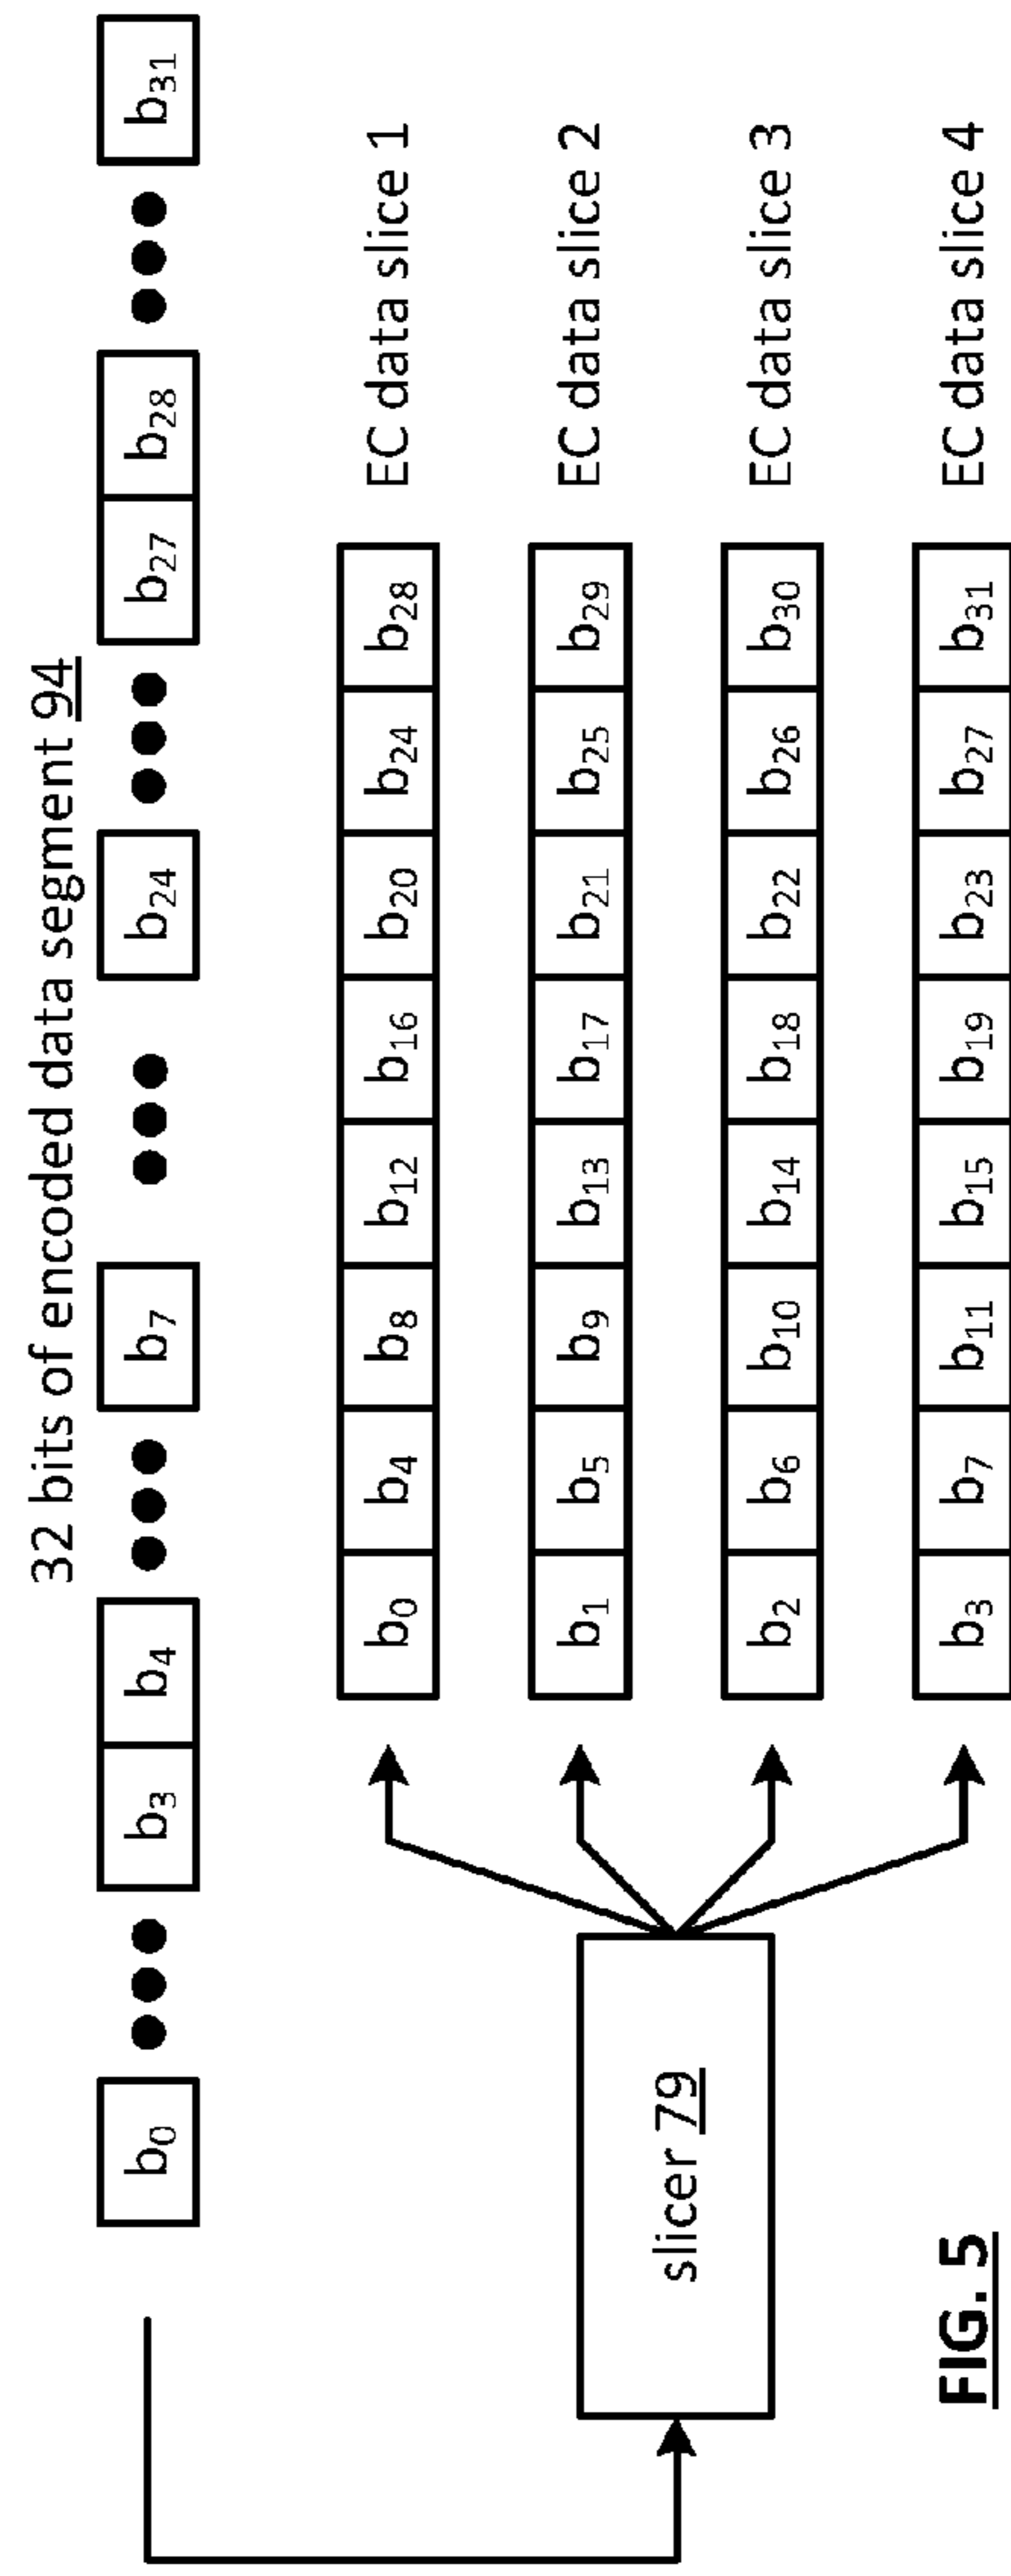 32 bits of encoded data segment 94
b0 ●●● b3 b4 ●●● b7 ●●● b24 ●●● b27 b28 ●●● b31
b0 b4 b8 b12 b16 b20 b24 b28 EC data slice 1
b1 b5 b9 b13 b17 b21 b25 b29 EC data slice 2
slicer 79
b2 b6 b10 b14 b18 b22 b26 b30 EC data slice 3
b3 b7 b11 b15 b19 b23 b27 b31 EC data slice 4
FIG. 5